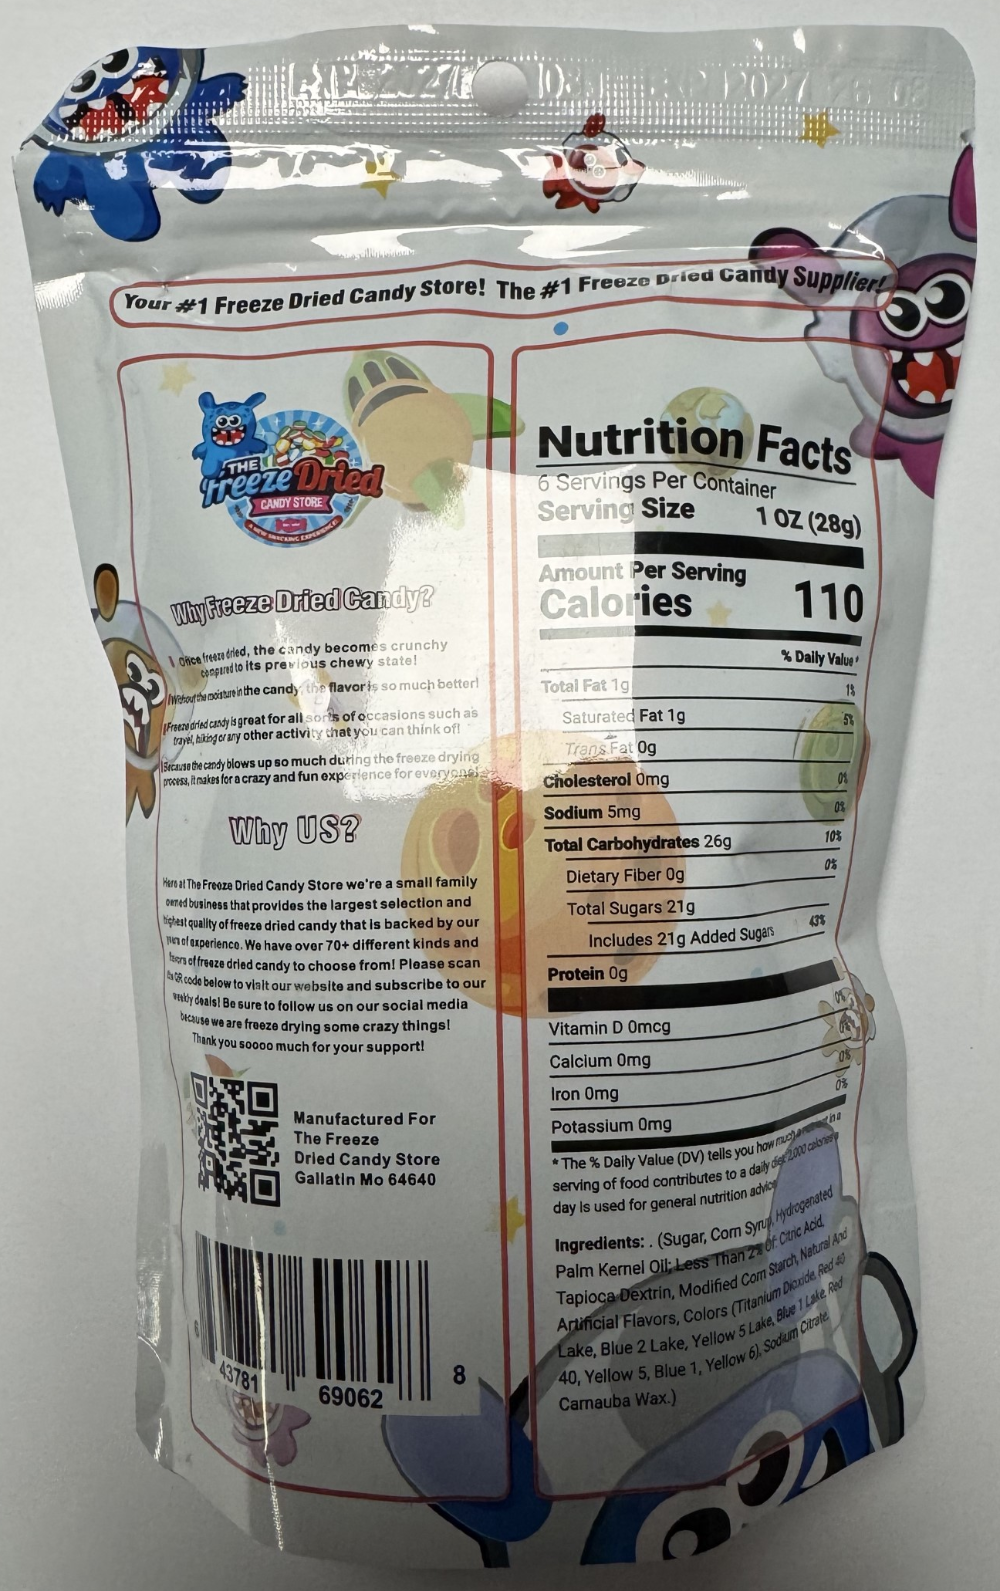 2027
EXP 2027
Your #1 Freeze Dried Candy Store! The #1 Freeze Dried Candy Supplier!
THE
Freeze Dried
CANDY STORE
A NEW SNACKING EXPERIENCE!
Why Freeze Dried Candy?
Once freeze dried, the candy becomes crunchy
compared to its previous chewy state!
Without the moisture in the candy, the flavor is so much better!
Freeze dried candy is great for all sorts of occasions such as
travel, hiking or any other activity that you can think of!
Because the candy blows up so much during the freeze drying
process, it makes for a crazy and fun experience for everyone!
Why US?
Here at The Freeze Dried Candy Store we're a small family
owned business that provides the largest selection and
highest quality of freeze dried candy that is backed by our
years of experience. We have over 70+ different kinds and
flavors of freeze dried candy to choose from! Please scan
the QR code below to visit our website and subscribe to our
weekly deals! Be sure to follow us on our social media
because we are freeze drying some crazy things!
Thank you soooo much for your support!
Manufactured For
The Freeze
Dried Candy Store
Gallatin Mo 64640
6 43781 69062 8
Nutrition Facts
6 Servings Per Container
Serving Size 1 OZ (28g)
Amount Per Serving
Calories 110
% Daily Value*
Total Fat 1g 1%
Saturated Fat 1g 5%
Trans Fat 0g
Cholesterol 0mg 0%
Sodium 5mg 0%
Total Carbohydrates 26g 10%
Dietary Fiber 0g 0%
Total Sugars 21g
Includes 21g Added Sugars 43%
Protein 0g
Vitamin D 0mcg 0%
Calcium 0mg 0%
Iron 0mg 0%
Potassium 0mg 0%
* The % Daily Value (DV) tells you how much a in a
serving of food contributes to a daily diet. 2,000 calories a
day is used for general nutrition advice.
Ingredients: . (Sugar, Corn Syrup, Hydrogenated
Palm Kernel Oil; Less Than 2% Of: Citric Acid,
Tapioca Dextrin, Modified Corn Starch, Natural And
Artificial Flavors, Colors (Titanium Dioxide, Red 40
Lake, Blue 2 Lake, Yellow 5 Lake, Blue 1 Lake, Red
40, Yellow 5, Blue 1, Yellow 6), Sodium Citrate,
Carnauba Wax.)